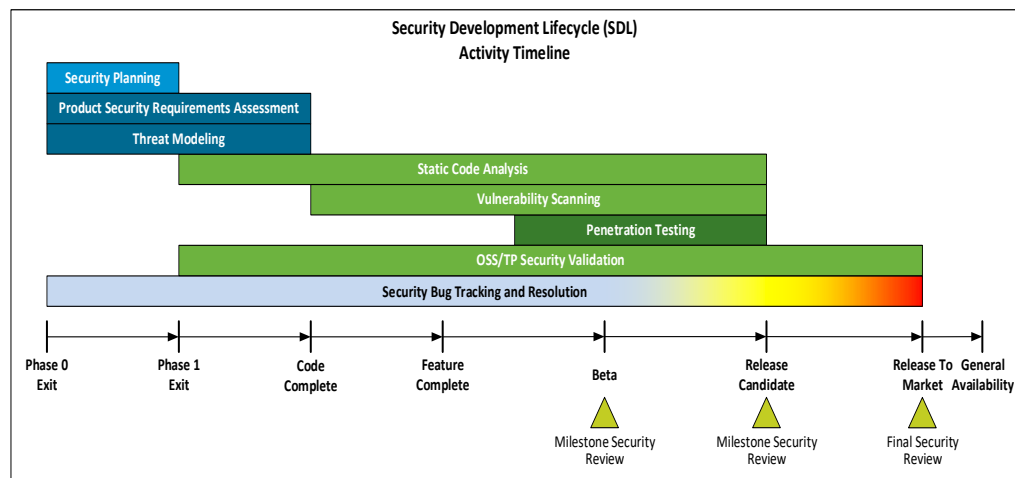 Security Development Lifecycle (SDL)
Activity Timeline
Security Planning
Product Security Requirements Assessment
Threat Modeling
Static Code Analysis
Vulnerability Scanning
Penetration Testing
OSS/TP Security Validation
Security Bug Tracking and Resolution
Phase 0
Exit
Phase 1
Exit
Code
Complete
Feature
Complete
Beta
Release
Candidate
Release To
Market
General
Availability
Milestone Security
Review
Milestone Security
Review
Final Security
Review